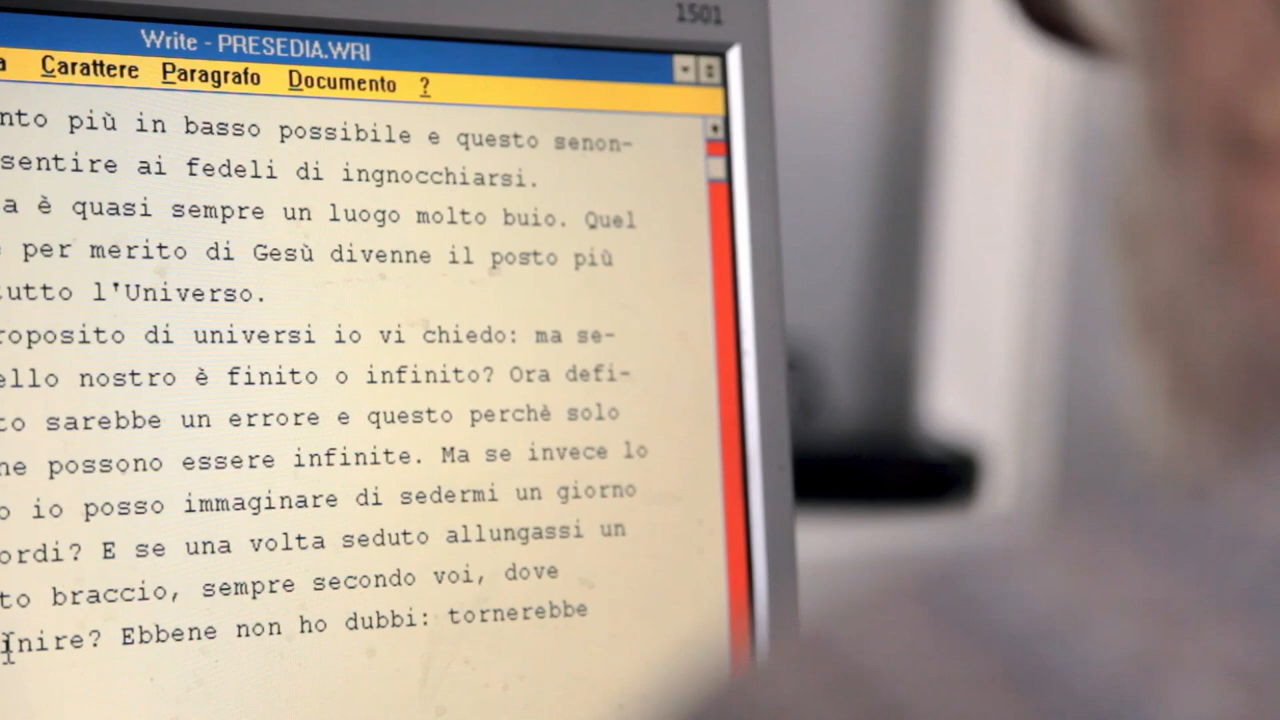 1501
Write - PRESEDIA.WRI
Carattere Paragrafo Documento ?
più in basso possibile e questo senon-
sentire ai fedeli di ingnocchiarsi.
a è quasi sempre un luogo molto buio. Quel
per merito di Gesù divenne il posto più
tutto l'Universo.
roposito di universi io vi chiedo: ma se-
ello nostro è finito o infinito? Ora defi-
to sarebbe un errore e questo perchè solo
ne possono essere infinite. Ma se invece lo
o io posso immaginare di sedermi un giorno
ordi? E se una volta seduto allungassi un
to braccio, sempre secondo voi, dove
inire? Ebbene non ho dubbi: tornerebbe